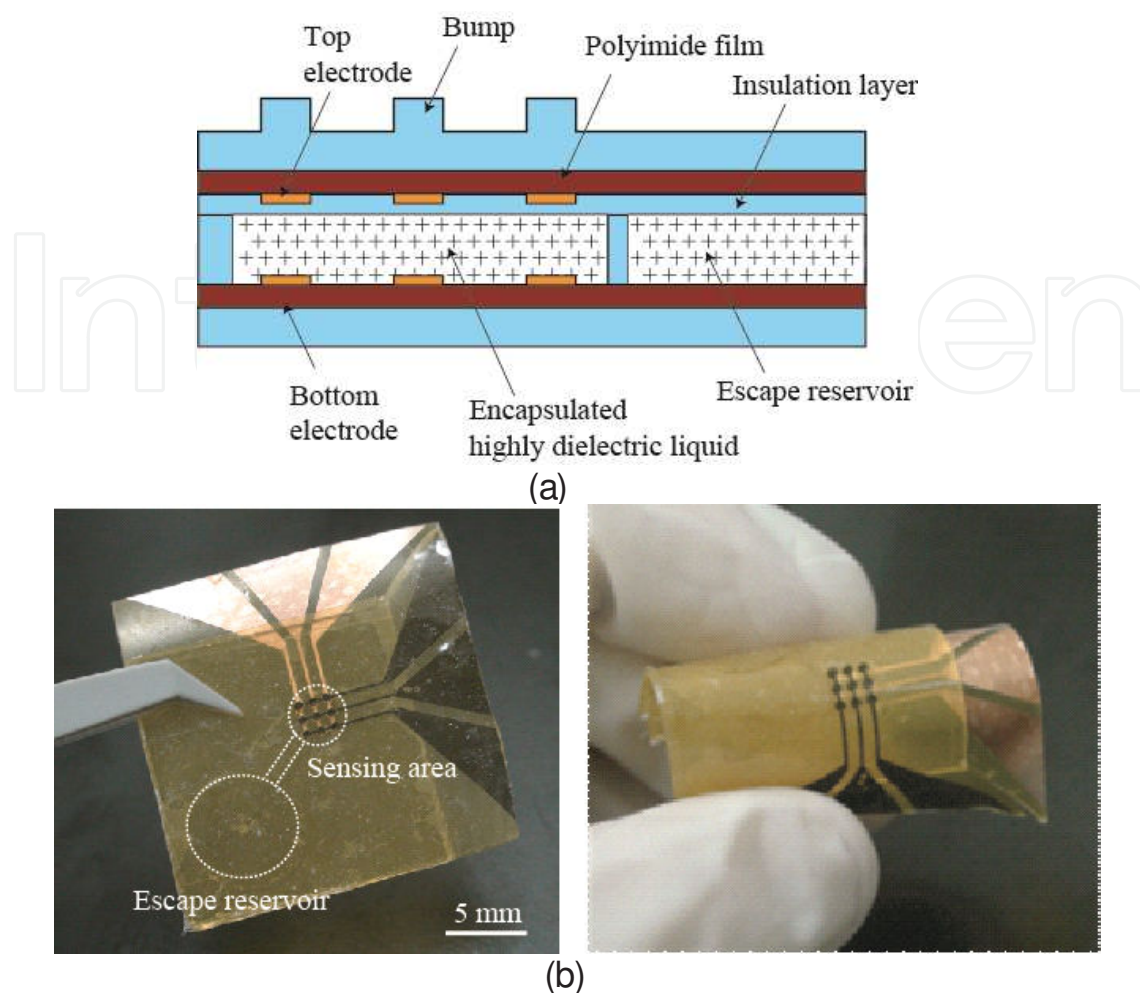 Top
electrode
Bump
Polyimide film
Insulation layer
Bottom
electrode
Encapsulated
highly dielectric liquid
Escape reservoir
(a)
Sensing area
Escape reservoir
5 mm
(b)